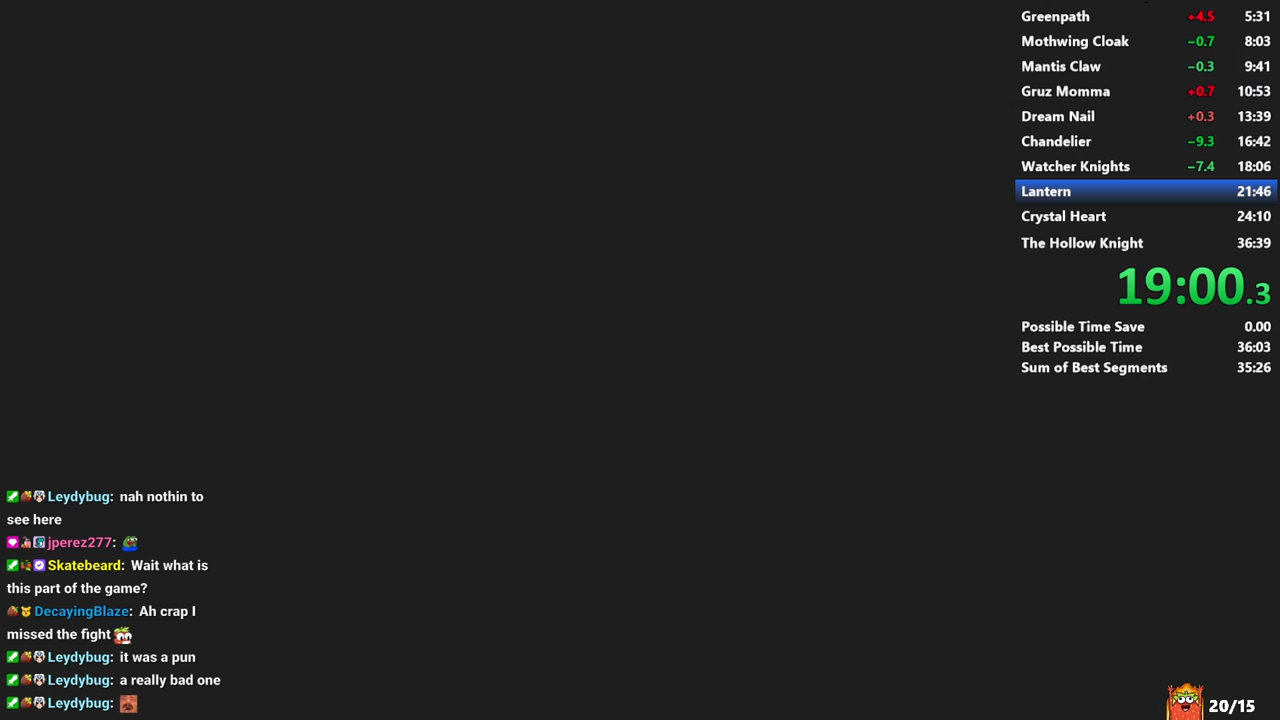 Greenpath +4.5 5:31
Mothwing Cloak −0.7 8:03
Mantis Claw −0.3 9:41
Gruz Momma +0.7 10:53
Dream Nail +0.3 13:39
Chandelier −9.3 16:42
Watcher Knights −7.4 18:06
Lantern 21:46
Crystal Heart 24:10
The Hollow Knight 36:39
19:00.3
Possible Time Save 0.00
Best Possible Time 36:03
Sum of Best Segments 35:26
Leydybug: nah nothin to
see here
jperez277:
Skatebeard: Wait what is
this part of the game?
DecayingBlaze: Ah crap I
missed the fight
Leydybug: it was a pun
Leydybug: a really bad one
Leydybug:
20/15